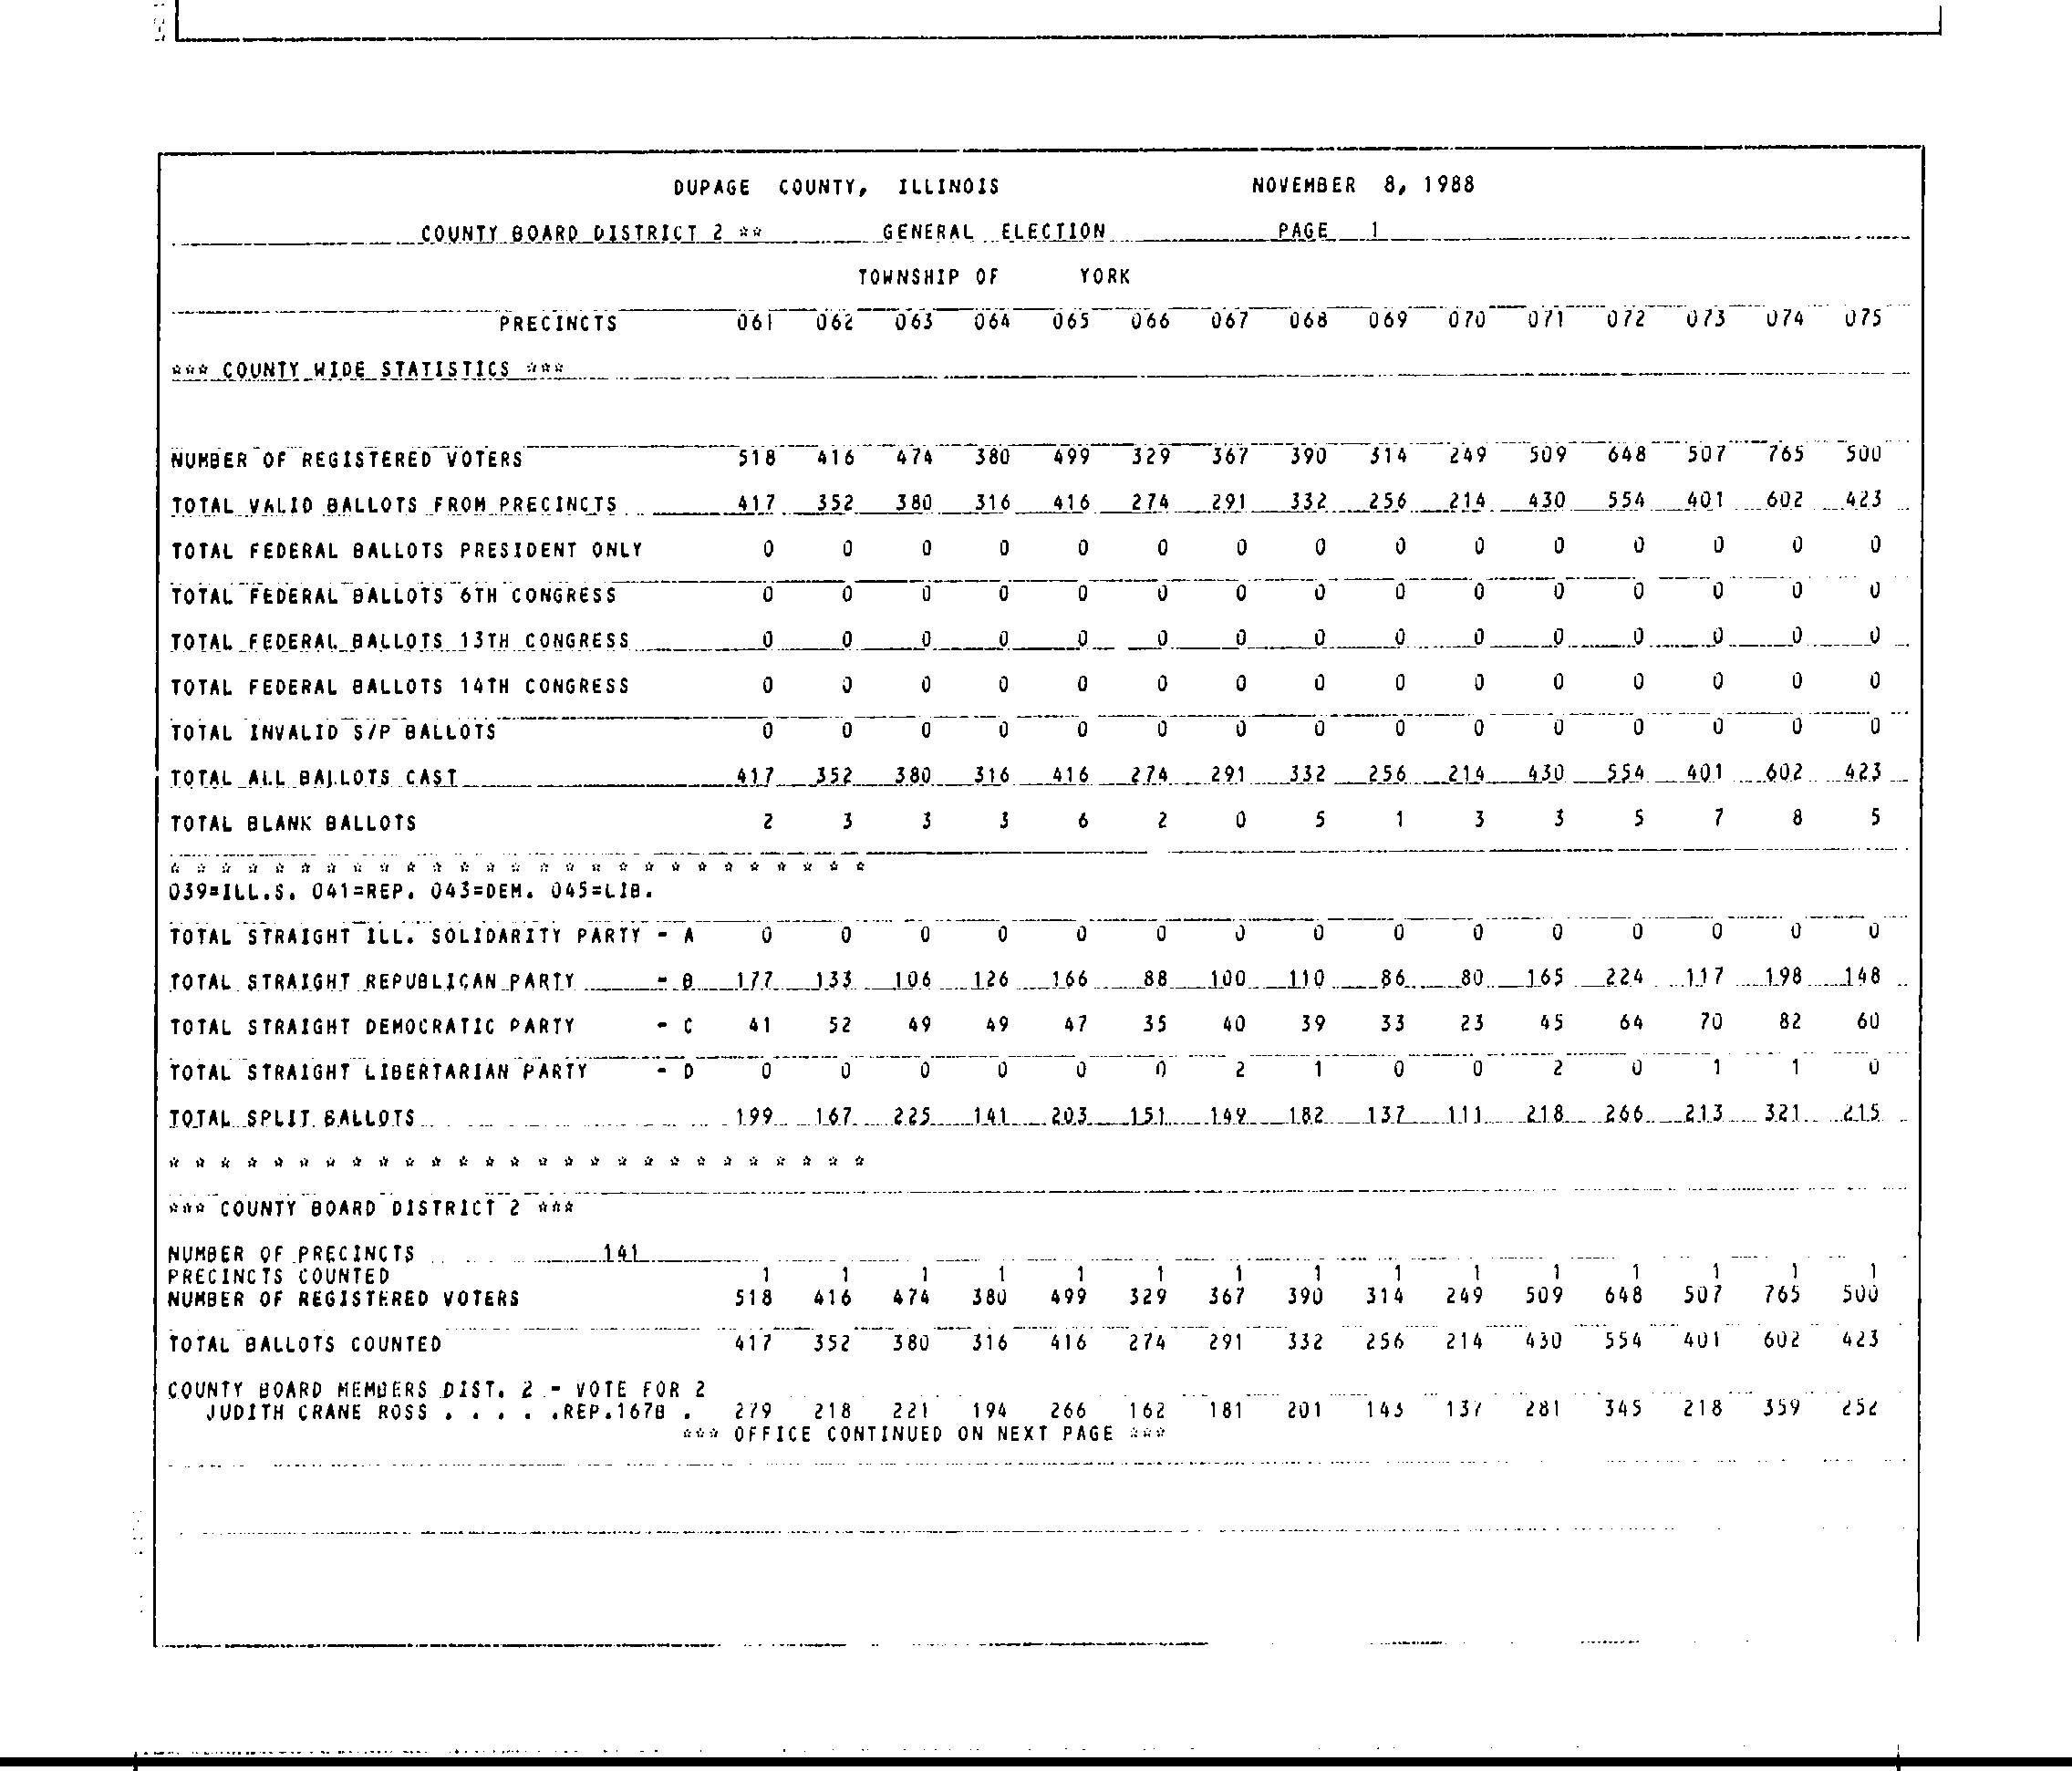 DUPAGE COUNTY, ILLINOIS NOVEMBER 8, 1988
COUNTY BOARD DISTRICT 2 ** GENERAL ELECTION PAGE 1
TOWNSHIP OF YORK
PRECINCTS 061 062 063 064 065 066 067 068 069 070 071 072 073 074 075
*** COUNTY WIDE STATISTICS ***
NUMBER OF REGISTERED VOTERS 518 416 474 380 499 329 367 390 314 249 509 648 507 765 500
TOTAL VALID BALLOTS FROM PRECINCTS 417 352 380 316 416 274 291 332 256 214 430 554 401 602 423
TOTAL FEDERAL BALLOTS PRESIDENT ONLY 0 0 0 0 0 0 0 0 0 0 0 0 0 0 0
TOTAL FEDERAL BALLOTS 6TH CONGRESS 0 0 0 0 0 0 0 0 0 0 0 0 0 0 0
TOTAL FEDERAL BALLOTS 13TH CONGRESS 0 0 0 0 0 0 0 0 0 0 0 0 0 0 0
TOTAL FEDERAL BALLOTS 14TH CONGRESS 0 0 0 0 0 0 0 0 0 0 0 0 0 0 0
TOTAL INVALID S/P BALLOTS 0 0 0 0 0 0 0 0 0 0 0 0 0 0 0
TOTAL ALL BALLOTS CAST 417 352 380 316 416 274 291 332 256 214 430 554 401 602 423
TOTAL BLANK BALLOTS 2 3 3 3 6 2 0 5 1 3 3 5 7 8 5
* * * * * * * * * * * * * * * * * * * * * * * * * * *
039=ILL.S. 041=REP. 043=DEM. 045=LIB.
TOTAL STRAIGHT ILL. SOLIDARITY PARTY - A 0 0 0 0 0 0 0 0 0 0 0 0 0 0 0
TOTAL STRAIGHT REPUBLICAN PARTY - B 177 133 106 126 166 88 100 110 86 80 165 224 117 198 148
TOTAL STRAIGHT DEMOCRATIC PARTY - C 41 52 49 49 47 35 40 39 33 23 45 64 70 82 60
TOTAL STRAIGHT LIBERTARIAN PARTY - D 0 0 0 0 0 0 2 1 0 0 2 0 1 1 0
TOTAL SPLIT BALLOTS 199 167 225 141 203 151 149 182 137 111 218 266 213 321 215
* * * * * * * * * * * * * * * * * * * * * * * * * * *
*** COUNTY BOARD DISTRICT 2 ***
NUMBER OF PRECINCTS 141
PRECINCTS COUNTED 1 1 1 1 1 1 1 1 1 1 1 1 1 1 1
NUMBER OF REGISTERED VOTERS 518 416 474 380 499 329 367 390 314 249 509 648 507 765 500
TOTAL BALLOTS COUNTED 417 352 380 316 416 274 291 332 256 214 430 554 401 602 423
COUNTY BOARD MEMBERS DIST. 2 - VOTE FOR 2
JUDITH CRANE ROSS . . . . .REP.167B . 279 218 221 194 266 162 181 201 143 137 281 345 218 359 252
*** OFFICE CONTINUED ON NEXT PAGE ***